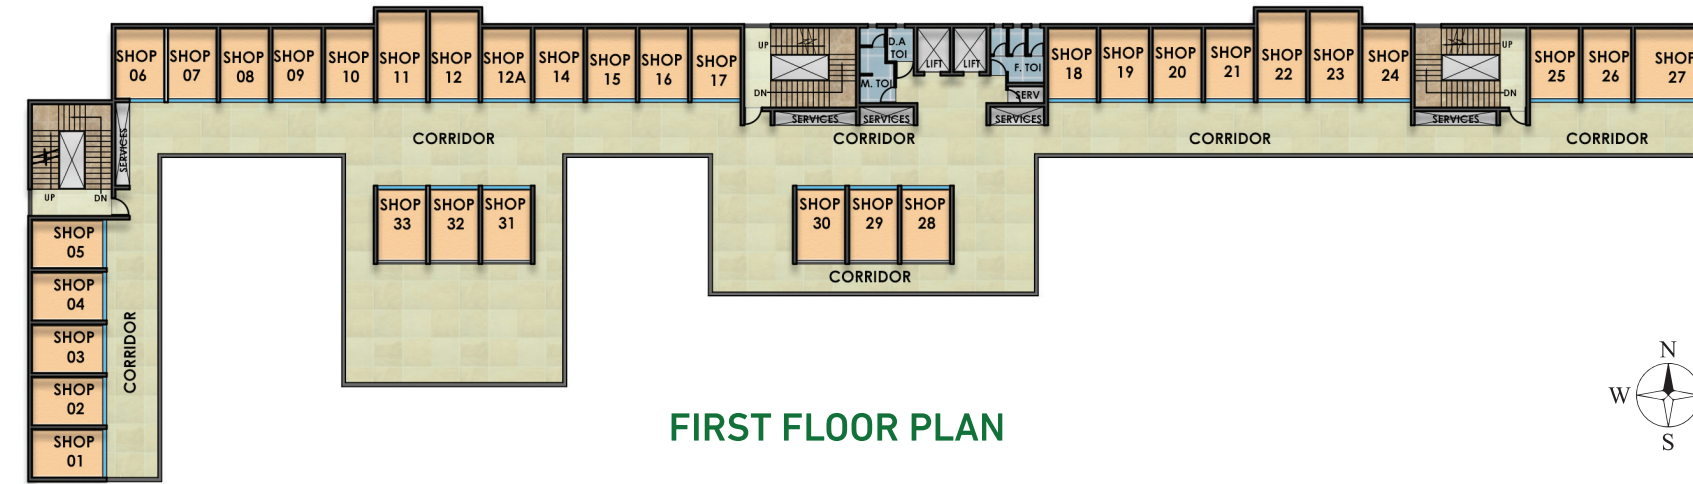 SHOP 06
SHOP 07
SHOP 08
SHOP 09
SHOP 10
SHOP 11
SHOP 12
SHOP 12A
SHOP 14
SHOP 15
SHOP 16
SHOP 17
UP
DN
SERVICES
M. TOI
D.A TOI
SERVICES
LIFT
LIFT
F. TOI
SERV
SERVICES
SHOP 18
SHOP 19
SHOP 20
SHOP 21
SHOP 22
SHOP 23
SHOP 24
UP
DN
SERVICES
SHOP 25
SHOP 26
SHOP 27
SERVICES
CORRIDOR
CORRIDOR
CORRIDOR
CORRIDOR
UP
DN
SHOP 33
SHOP 32
SHOP 31
SHOP 30
SHOP 29
SHOP 28
CORRIDOR
SHOP 05
SHOP 04
SHOP 03
SHOP 02
SHOP 01
CORRIDOR
FIRST FLOOR PLAN
N
W
S